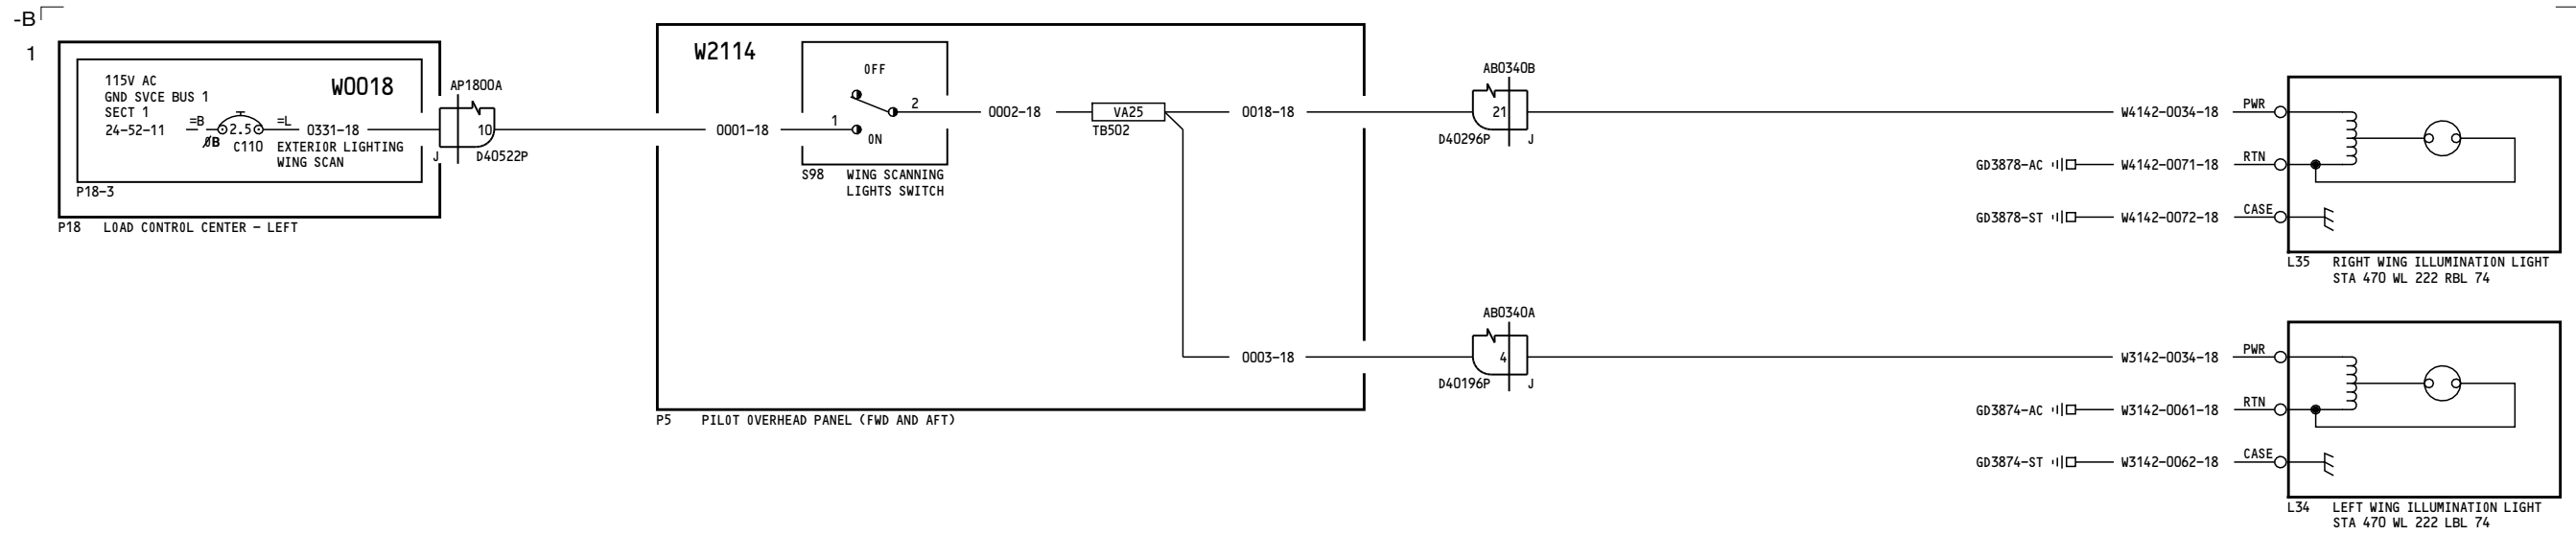 -B
1
115V AC
GND SVCE BUS 1
SECT 1
24-52-11
W0018
=B
ØB
2.5
C110
=L
0331-18
EXTERIOR LIGHTING
WING SCAN
P18-3
P18 LOAD CONTROL CENTER - LEFT
AP1800A
10
J
D40522P
W2114
0001-18
OFF
1
2
ON
S98 WING SCANNING
LIGHTS SWITCH
0002-18
VA25
TB502
0018-18
0003-18
P5 PILOT OVERHEAD PANEL (FWD AND AFT)
AB0340B
21
D40296P J
AB0340A
4
D40196P J
W4142-0034-18 PWR
GD3878-AC W4142-0071-18 RTN
GD3878-ST W4142-0072-18 CASE
L35 RIGHT WING ILLUMINATION LIGHT
STA 470 WL 222 RBL 74
W3142-0034-18 PWR
GD3874-AC W3142-0061-18 RTN
GD3874-ST W3142-0062-18 CASE
L34 LEFT WING ILLUMINATION LIGHT
STA 470 WL 222 LBL 74